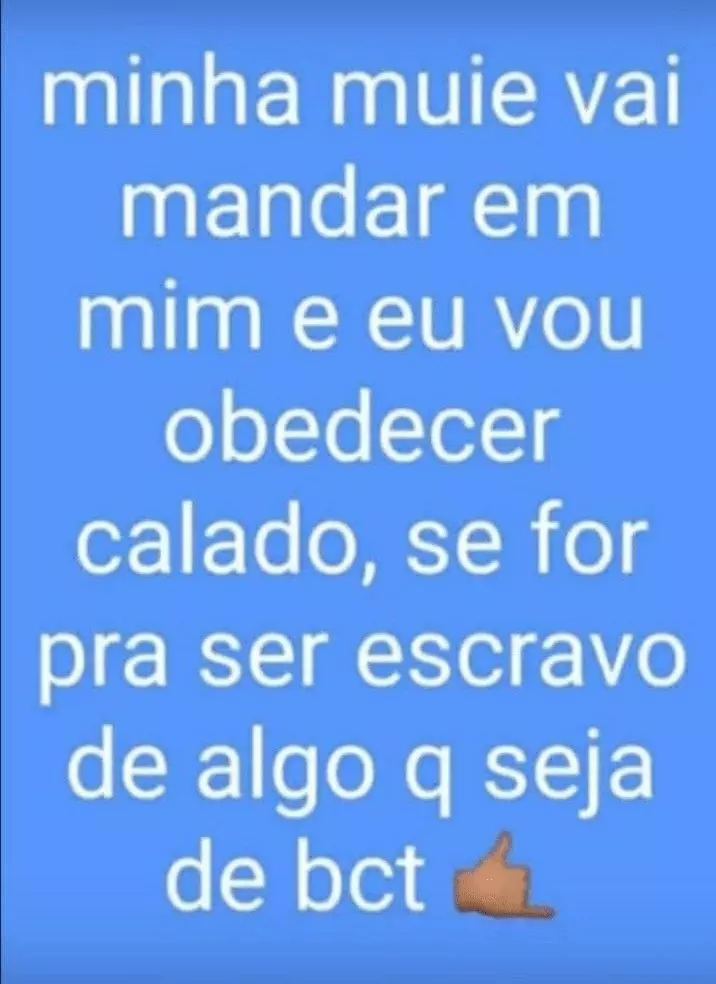 minha muie vai
mandar em
mim e eu vou
obedecer
calado, se for
pra ser escravo
de algo q seja
de bct 🤙🏽